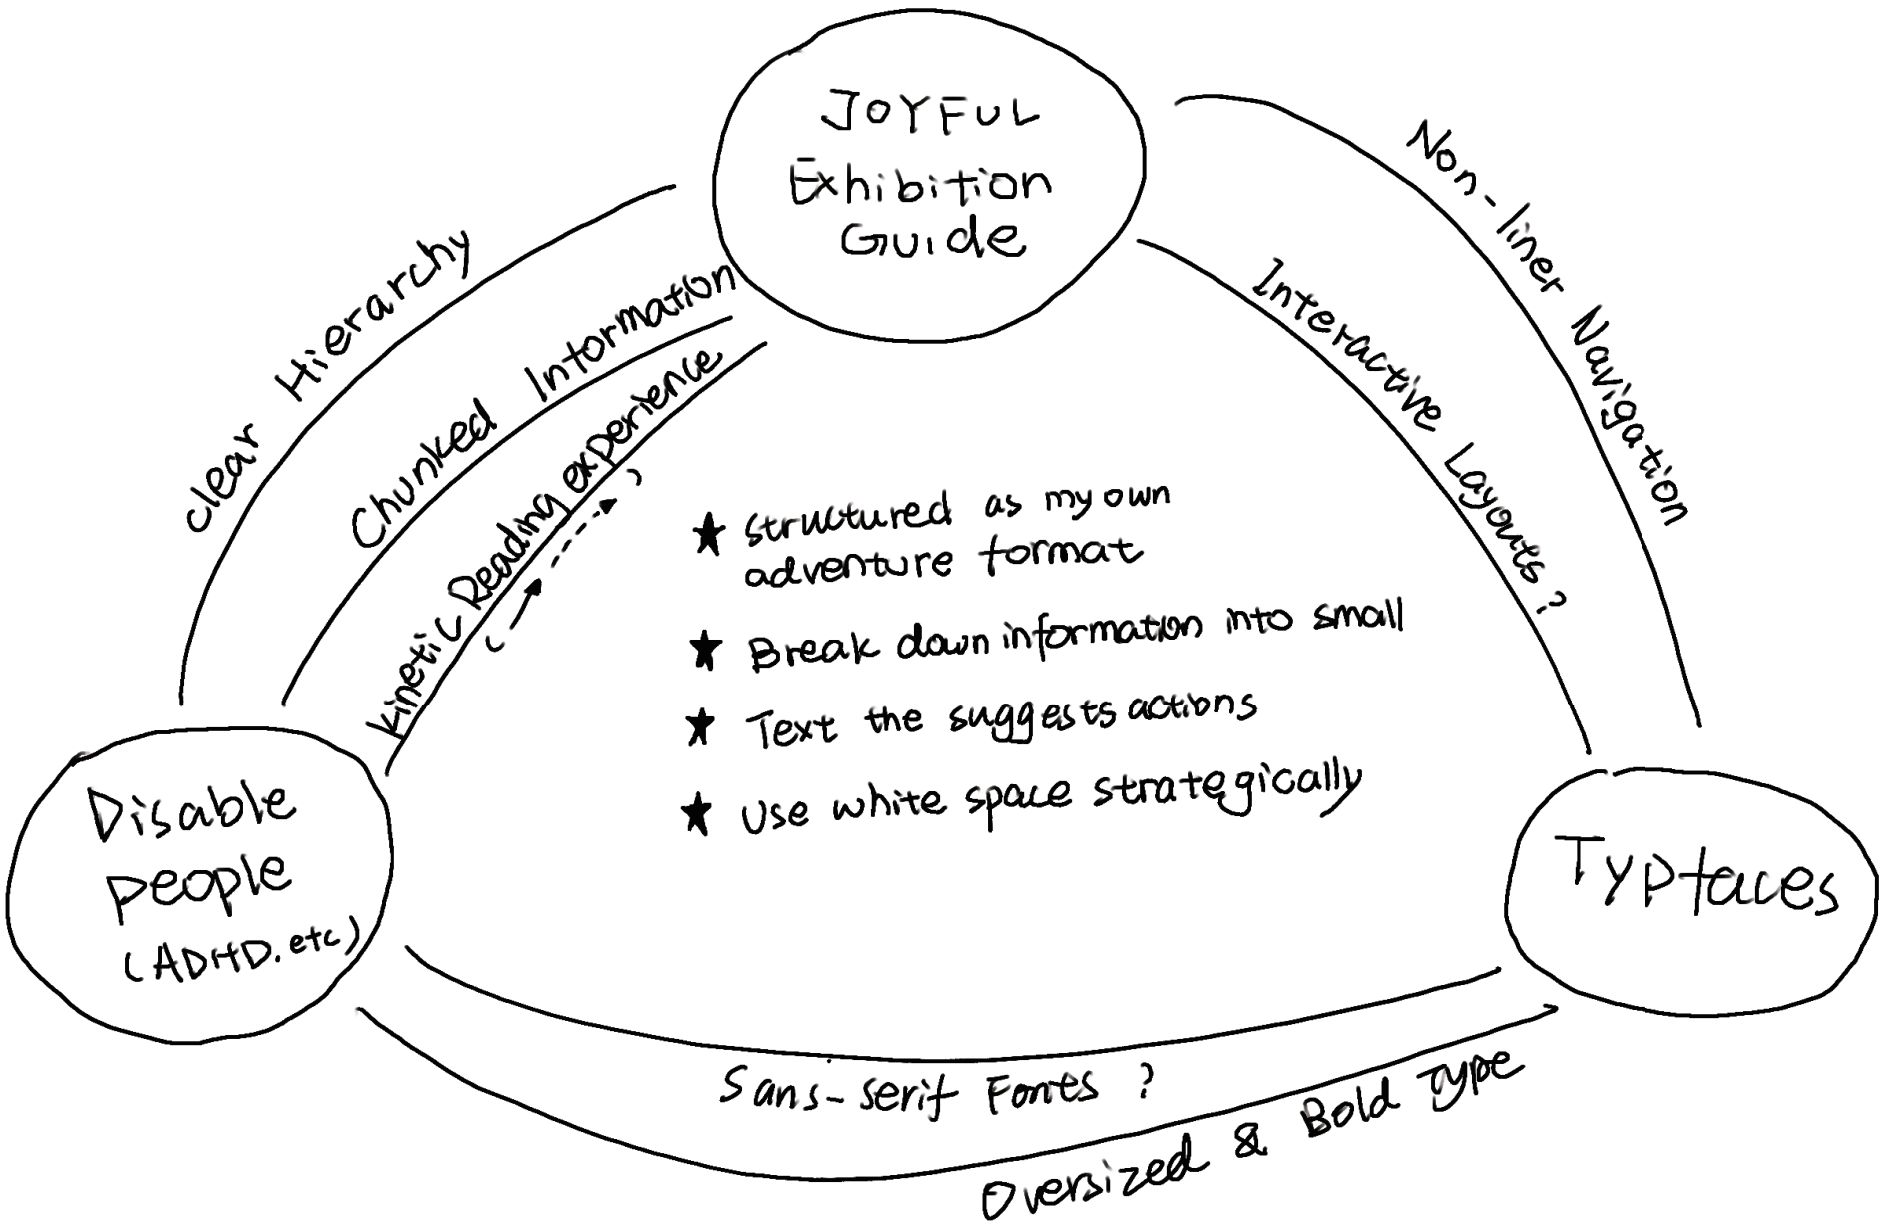 JOYFUL
Exhibition
Guide
Clear Hierarchy
Chunked Information
Kinetic Reading experience
Non-liner Navigation
Interactive Layouts ?
★ Structured as my own
adventure format
★ Break down information into small
★ Text the suggests actions
★ Use white space strategically
Disable
people
(ADHD. etc)
Typfaces
Sans-serif Fonts ?
Oversized & Bold Type